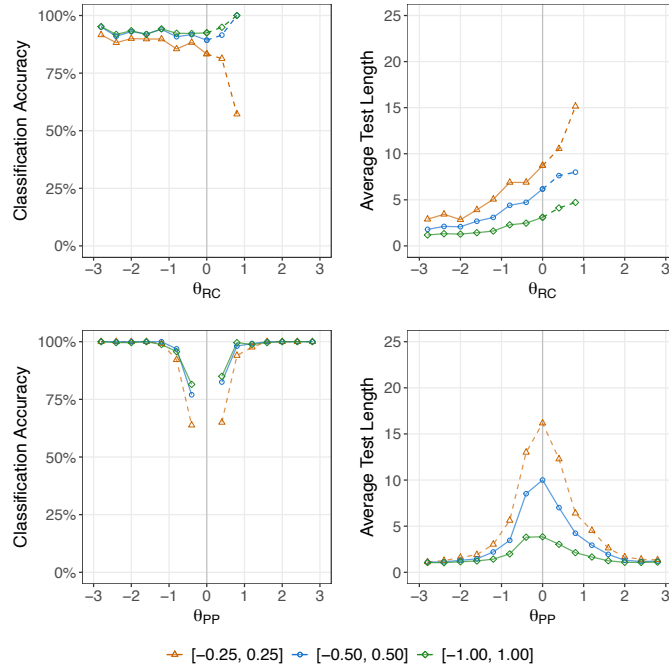 Classification Accuracy
100%
75%
50%
25%
0%
−3 −2 −1 0 1 2 3
θRC
Average Test Length
25
20
15
10
5
0
−3 −2 −1 0 1 2 3
θRC
Classification Accuracy
100%
75%
50%
25%
0%
−3 −2 −1 0 1 2 3
θPP
Average Test Length
25
20
15
10
5
0
−3 −2 −1 0 1 2 3
θPP
[−0.25, 0.25] [−0.50, 0.50] [−1.00, 1.00]